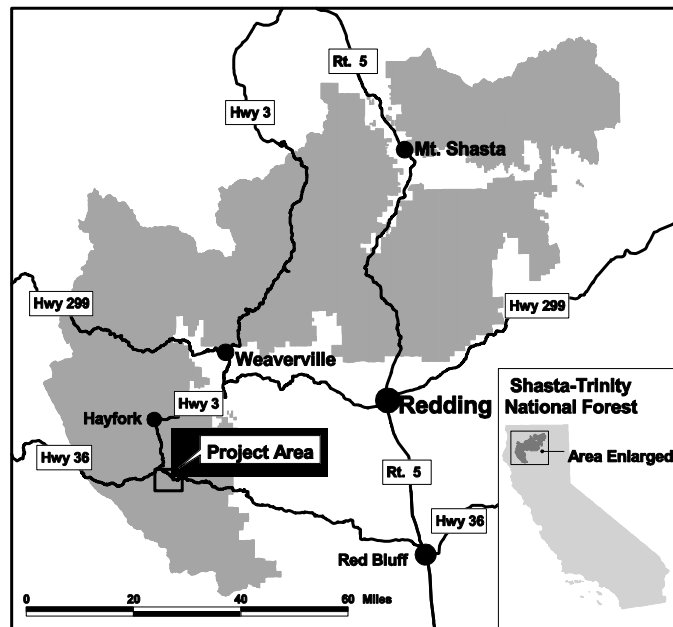 Rt. 5
Hwy 3
Mt. Shasta
Hwy 299
Hwy 299
Weaverville
Shasta-Trinity
National Forest
Hwy 3
Redding
Hayfork
Area Enlarged
Project Area
Hwy 36
Rt. 5
Hwy 36
Red Bluff
0 20 40 60 Miles